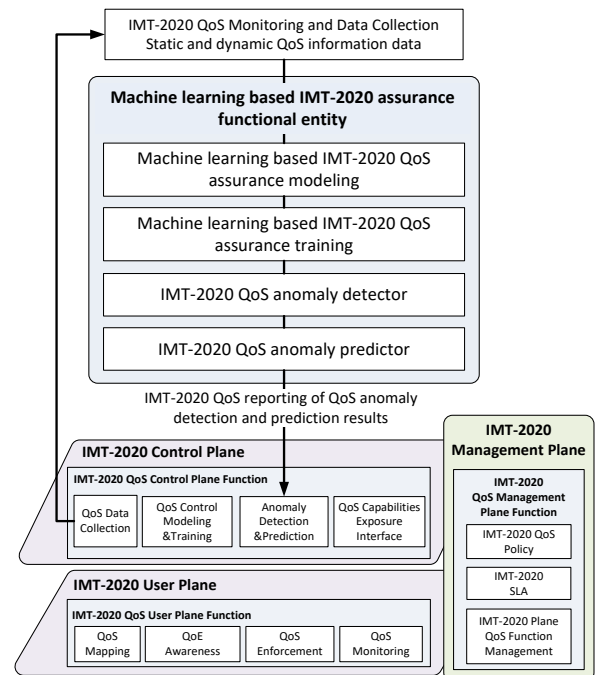 IMT-2020 QoS Monitoring and Data Collection
Static and dynamic QoS information data
Machine learning based IMT-2020 assurance
functional entity
Machine learning based IMT-2020 QoS
assurance modeling
Machine learning based IMT-2020 QoS
assurance training
IMT-2020 QoS anomaly detector
IMT-2020 QoS anomaly predictor
IMT-2020 QoS reporting of QoS anomaly
detection and prediction results
IMT-2020 Control Plane
IMT-2020 QoS Control Plane Function
QoS Data
Collection
QoS Control
Modeling
&Training
Anomaly
Detection
&Prediction
QoS Capabilities
Exposure
Interface
IMT-2020 User Plane
IMT-2020 QoS User Plane Function
QoS
Mapping
QoE
Awareness
QoS
Enforcement
QoS
Monitoring
IMT-2020
Management Plane
IMT-2020
QoS Management
Plane Function
IMT-2020 QoS
Policy
IMT-2020
SLA
IMT-2020 Plane
QoS Function
Management